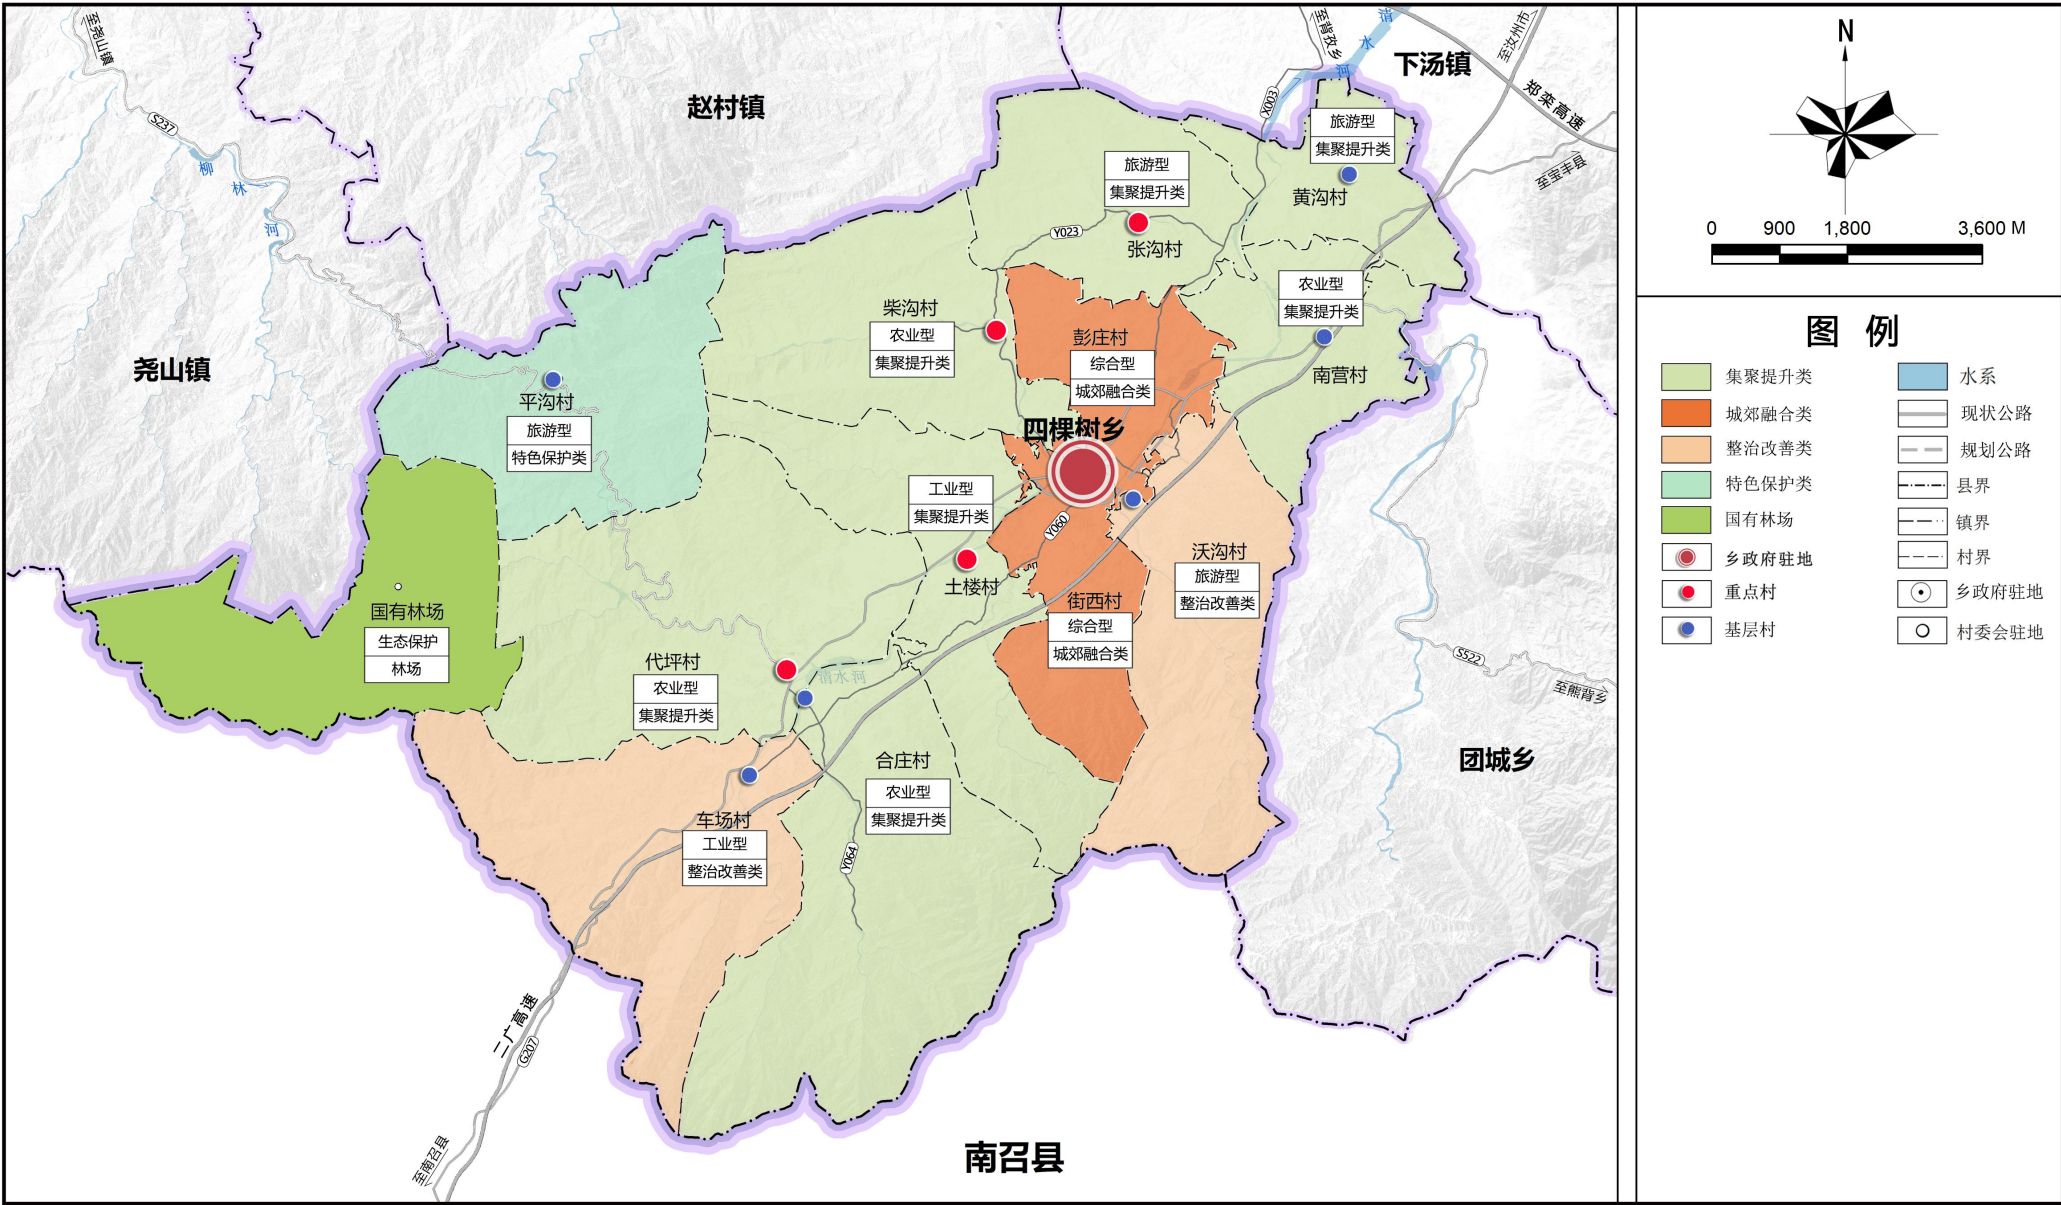 至尧山镇
S237
柳
林
河
赵村镇
尧山镇
至背孜乡
清
水
河
下汤镇
至汝州市
郑栾高速
至宝丰县
X003
旅游型
集聚提升类
黄沟村
旅游型
集聚提升类
张沟村
Y023
农业型
集聚提升类
南营村
柴沟村
农业型
集聚提升类
彭庄村
综合型
城郊融合类
四棵树乡
平沟村
旅游型
特色保护类
工业型
集聚提升类
土楼村
Y060
沃沟村
旅游型
整治改善类
街西村
综合型
城郊融合类
国有林场
生态保护
林场
代坪村
农业型
集聚提升类
清水河
合庄村
农业型
集聚提升类
车场村
工业型
整治改善类
Y064
S522
至熊背乡
团城乡
二广高速
G207
至南召县
南召县
N
0 900 1,800 3,600 M
图 例
集聚提升类
城郊融合类
整治改善类
特色保护类
国有林场
乡政府驻地
重点村
基层村
水系
现状公路
规划公路
县界
镇界
村界
乡政府驻地
村委会驻地